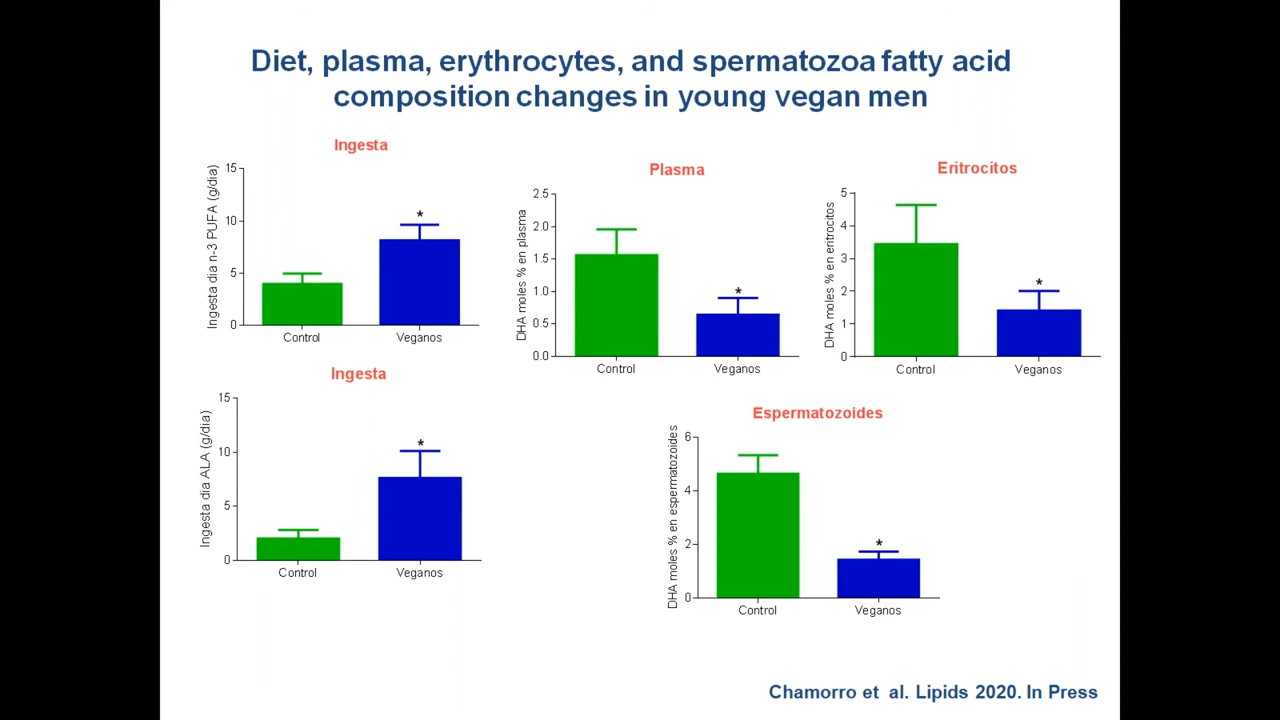 Diet, plasma, erythrocytes, and spermatozoa fatty acid
composition changes in young vegan men
Ingesta
Ingesta dia n-3 PUFA (g/dia)
15
10
5
0
*
Control
Veganos
Plasma
DHA moles % en plasma
2.5
2.0
1.5
1.0
0.5
0.0
*
Control
Veganos
Eritrocitos
DHA moles % en eritrocitos
5
4
3
2
1
0
*
Control
Veganos
Ingesta
Ingesta dia ALA (g/dia)
15
10
5
0
*
Control
Veganos
Espermatozoides
DHA moles % en espermatozoides
6
4
2
0
*
Control
Veganos
Chamorro et al. Lipids 2020. In Press